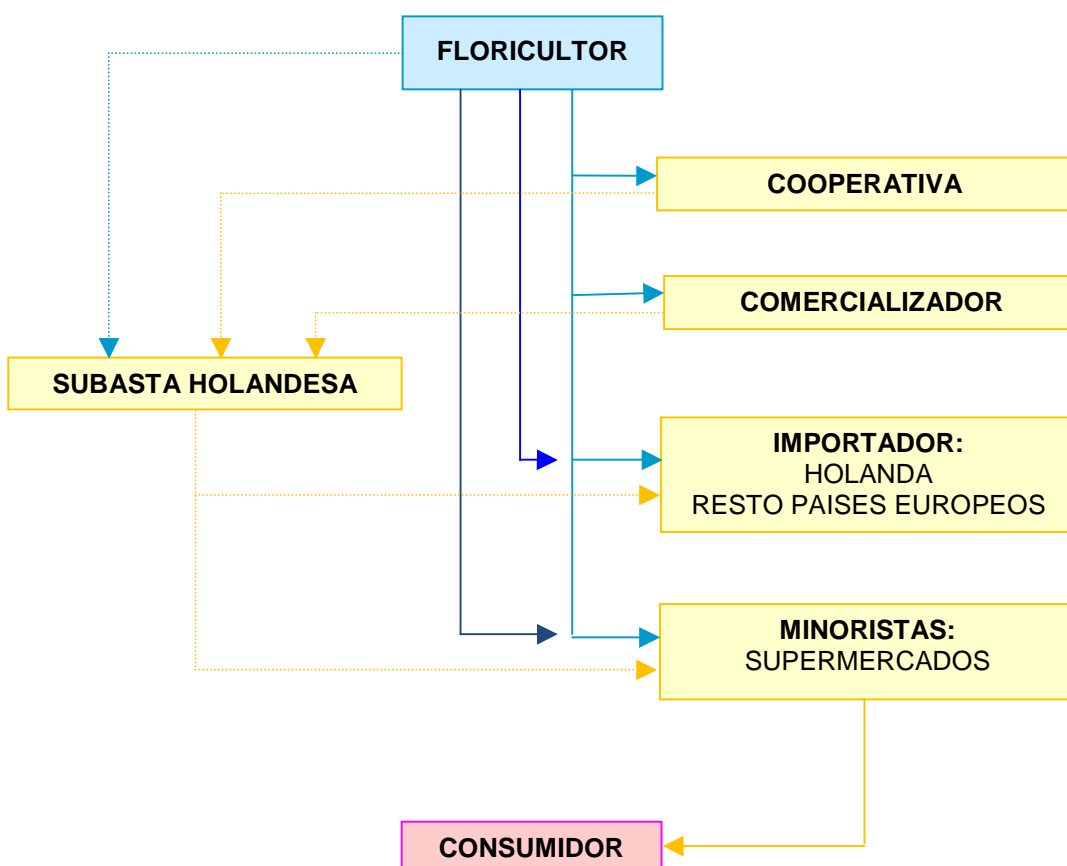 FLORICULTOR
COOPERATIVA
COMERCIALIZADOR
SUBASTA HOLANDESA
IMPORTADOR:
HOLANDA
RESTO PAISES EUROPEOS
MINORISTAS:
SUPERMERCADOS
CONSUMIDOR